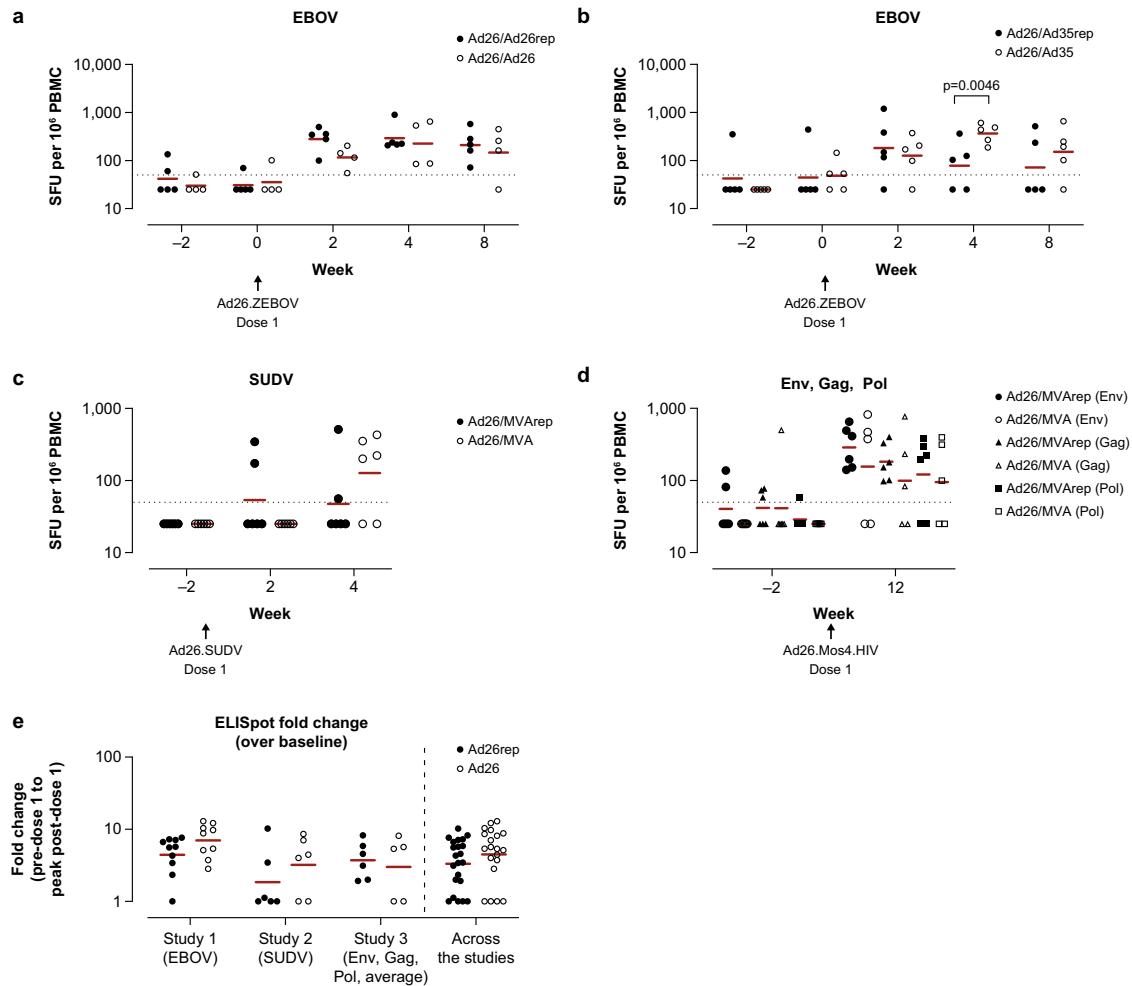 a
EBOV
Ad26/Ad26rep
Ad26/Ad26
SFU per 10⁶ PBMC
10,000
1,000
100
10
–2 0 2 4 8
Week
Ad26.ZEBOV
Dose 1
b
EBOV
Ad26/Ad35rep
Ad26/Ad35
p=0.0046
SFU per 10⁶ PBMC
10,000
1,000
100
10
–2 0 2 4 8
Week
Ad26.ZEBOV
Dose 1
c
SUDV
Ad26/MVArep
Ad26/MVA
SFU per 10⁶ PBMC
1,000
100
10
–2 2 4
Week
Ad26.SUDV
Dose 1
d
Env, Gag, Pol
Ad26/MVArep (Env)
Ad26/MVA (Env)
Ad26/MVArep (Gag)
Ad26/MVA (Gag)
Ad26/MVArep (Pol)
Ad26/MVA (Pol)
SFU per 10⁶ PBMC
1,000
100
10
–2 12
Week
Ad26.Mos4.HIV
Dose 1
e
ELISpot fold change
(over baseline)
Ad26rep
Ad26
Fold change
(pre-dose 1 to
peak post-dose 1)
100
10
1
Study 1
(EBOV)
Study 2
(SUDV)
Study 3
(Env, Gag,
Pol, average)
Across
the studies